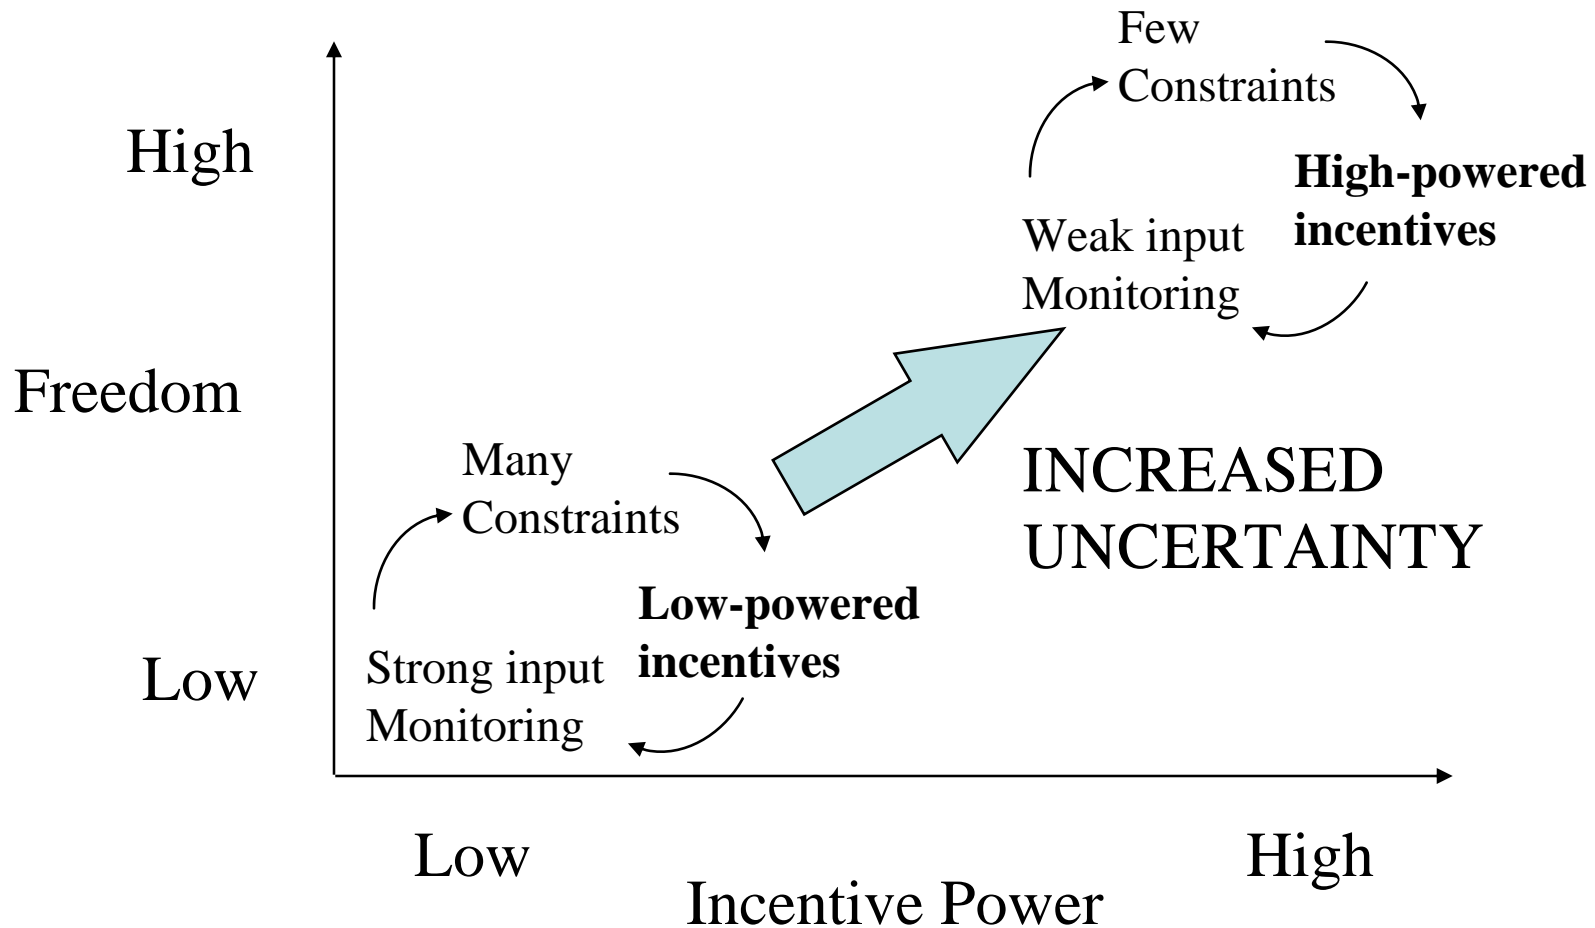 Few
Constraints
High
High-powered
incentives
Weak input
Monitoring
Freedom
Many
Constraints
INCREASED
UNCERTAINTY
Low-powered
incentives
Low
Strong input
Monitoring
Low
High
Incentive Power